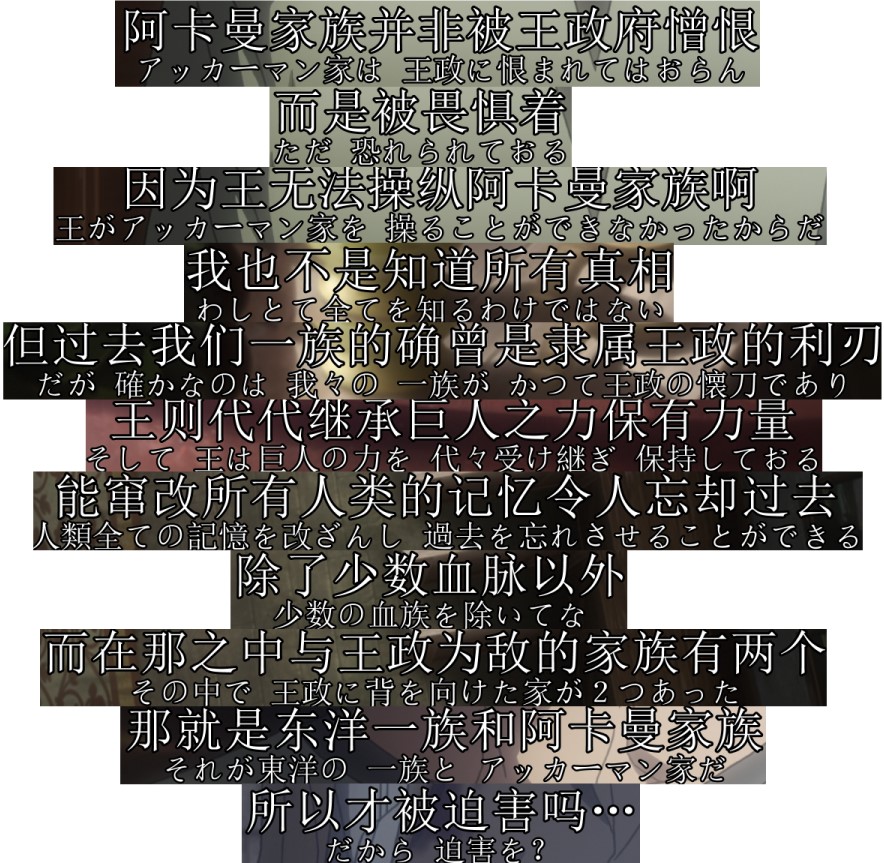 阿卡曼家族并非被王政府憎恨
アッカーマン家は 王政に恨まれてはおらん
而是被畏惧着
ただ 恐れられておる
因为王无法操纵阿卡曼家族啊
王がアッカーマン家を 操ることができなかったからだ
我也不是知道所有真相
わしとて全てを知るわけではない
但过去我们一族的确曾是隶属王政的利刃
だが 確かなのは 我々の 一族が かつて王政の懐刀であり
王则代代继承巨人之力保有力量
そして 王は巨人の力を 代々受け継ぎ 保持しておる
能窜改所有人类的记忆令人忘却过去
人類全ての記憶を改ざんし 過去を忘れさせることができる
除了少数血脉以外
少数の血族を除いてな
而在那之中与王政为敌的家族有两个
その中で 王政に背を向けた家が2つあった
那就是东洋一族和阿卡曼家族
それが東洋の 一族と アッカーマン家だ
所以才被迫害吗…
だから 迫害を？